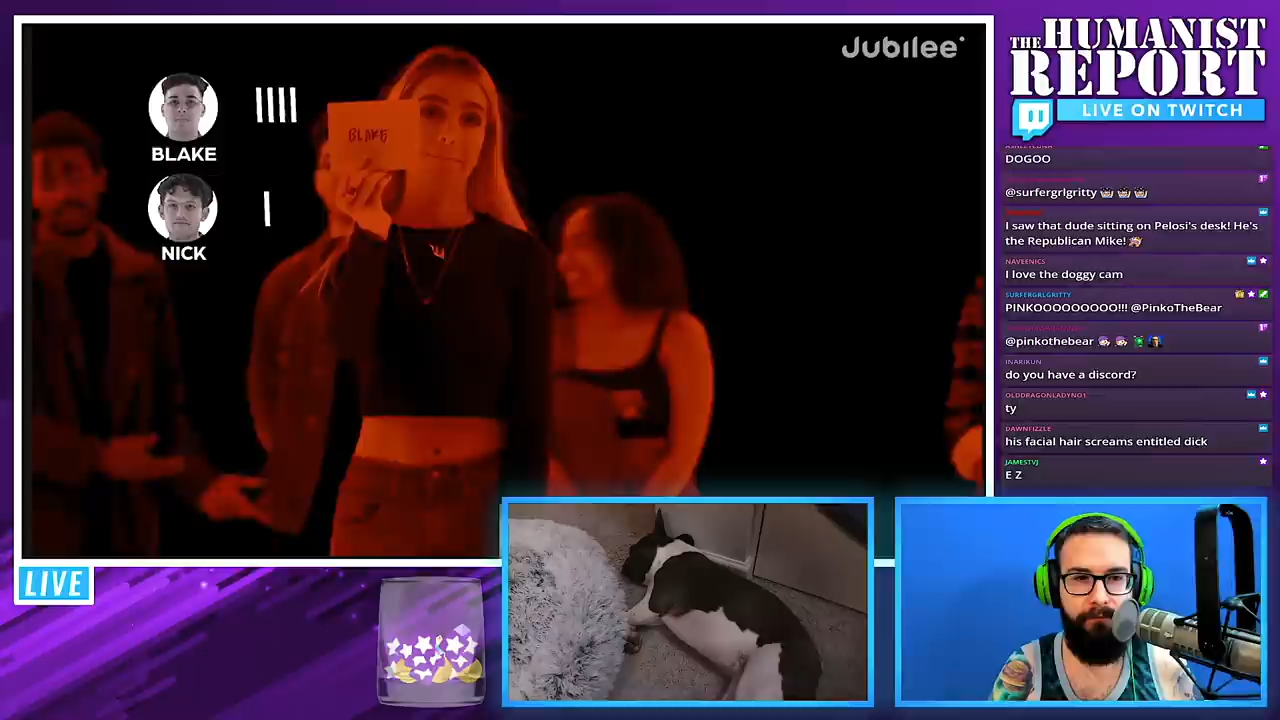 Jubilee
BLAKE
BLAKE
NICK
THE HUMANIST
REPORT
LIVE ON TWITCH
DOGOO
@surfergrlgritty
I saw that dude sitting on Pelosi's desk! He's
the Republican Mike!
NAVEENICS
I love the doggy cam
SURFERGRLGRITTY
PINKOOOOOOOOO!!! @PinkoTheBear
@pinkothebear
INARIKUN
do you have a discord?
OLDDRAGONLADYNO1
ty
DAWNFIZZLE
his facial hair screams entitled dick
JAMESTVJ
E Z
LIVE